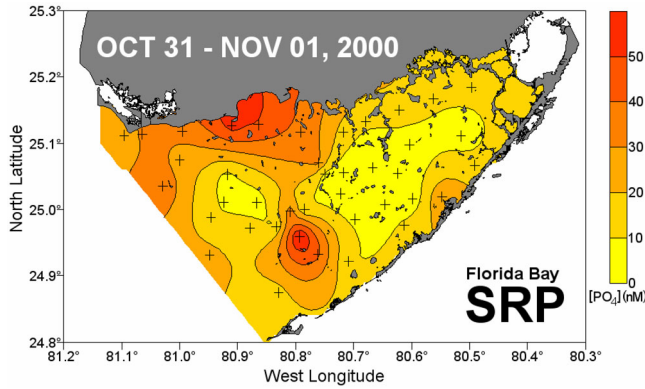 25.3°
25.2°
25.1°
25.0°
24.9°
24.8°
North Latitude
OCT 31 - NOV 01, 2000
Florida Bay
SRP
50
40
30
20
10
0
[PO4](nM)
81.2° 81.1° 81.0° 80.9° 80.8° 80.7° 80.6° 80.5° 80.4° 80.3°
West Longitude